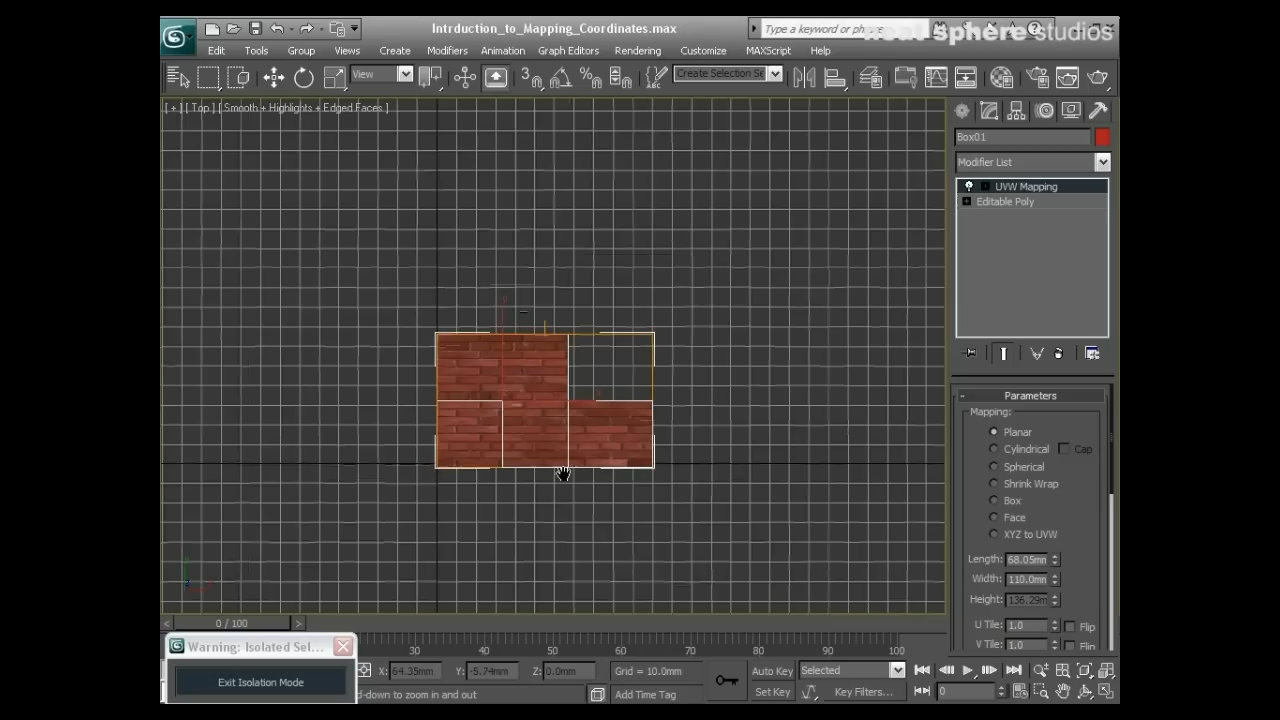 Intrduction_to_Mapping_Coordinates.max
Type a keyword or phrase
sphere studios
Edit Tools Group Views Create Modifiers Animation Graph Editors Rendering Customize MAXScript Help
View
3
Create Selection Se
[ + ] [ Top ] [ Smooth + Highlights + Edged Faces ]
Box01
Modifier List
UVW Mapping
Editable Poly
Parameters
Mapping:
Planar
Cylindrical Cap
Spherical
Shrink Wrap
Box
Face
XYZ to UVW
Length: 68.05mm
Width: 110.0mm
Height: 136.29m
U Tile: 1.0 Flip
V Tile: 1.0 Flip
< 0 / 100 >
30 40 50 60 70 80 90 100
Warning: Isolated Sel...
Exit Isolation Mode
X: 64.35mm Y: -5.74mm Z: 0.0mm Grid = 10.0mm
Auto Key Selected
d-down to zoom in and out
Add Time Tag
Set Key Key Filters... 0